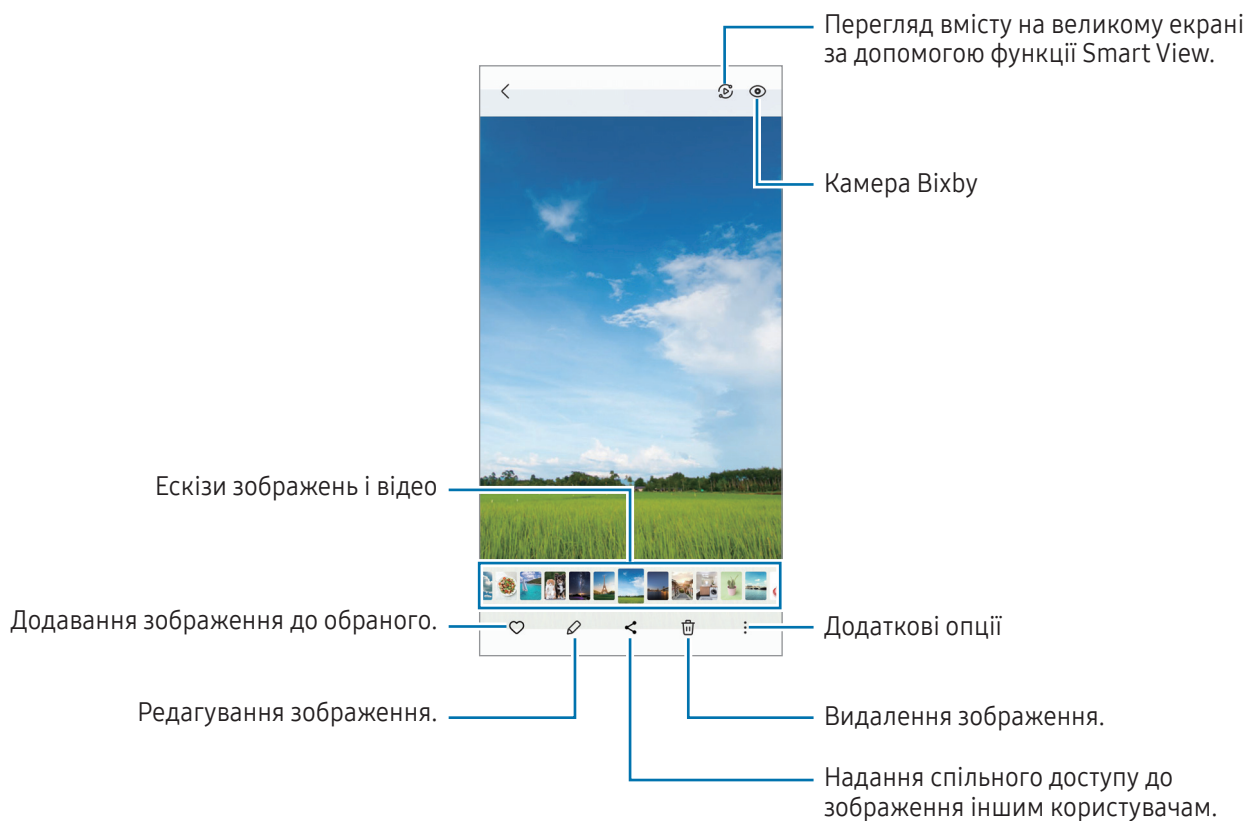 Перегляд вмісту на великому екрані
за допомогою функції Smart View.
Камера Bixby
Ескізи зображень і відео
Додавання зображення до обраного.
Додаткові опції
Редагування зображення.
Видалення зображення.
Надання спільного доступу до
зображення іншим користувачам.